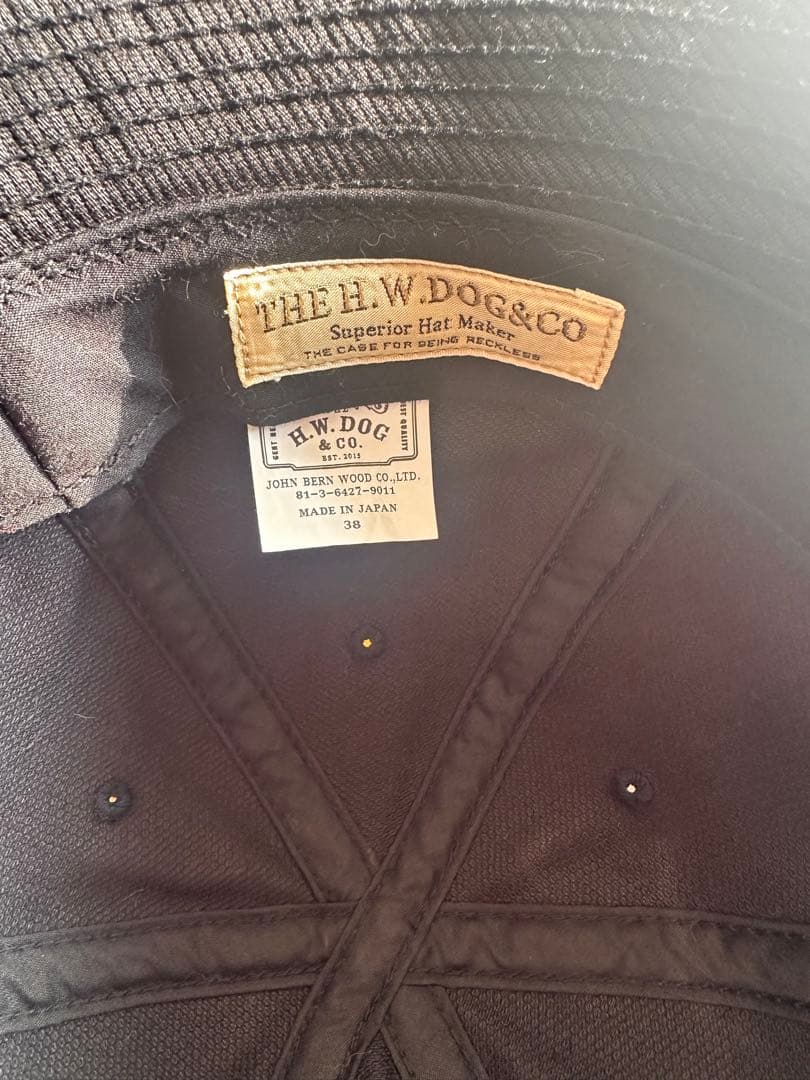 THE H.W.DOG&CO
Superior Hat Maker
THE CASE FOR BEING RECKLESS
H.W. DOG
& CO.
EST. 2015
JOHN BERN WOOD CO.,LTD.
81-3-6427-9011
MADE IN JAPAN
38